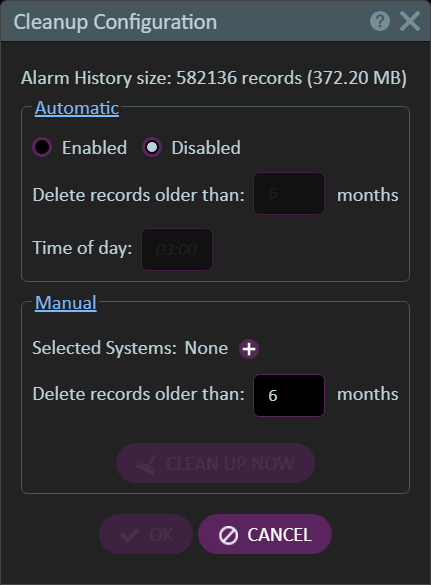 Cleanup Configuration ?
Alarm History size: 582136 records (372.20 MB)
Automatic
Enabled Disabled
Delete records older than: 6 months
Time of day: 03:00
Manual
Selected Systems: None
Delete records older than: 6 months
CLEAN UP NOW
OK CANCEL